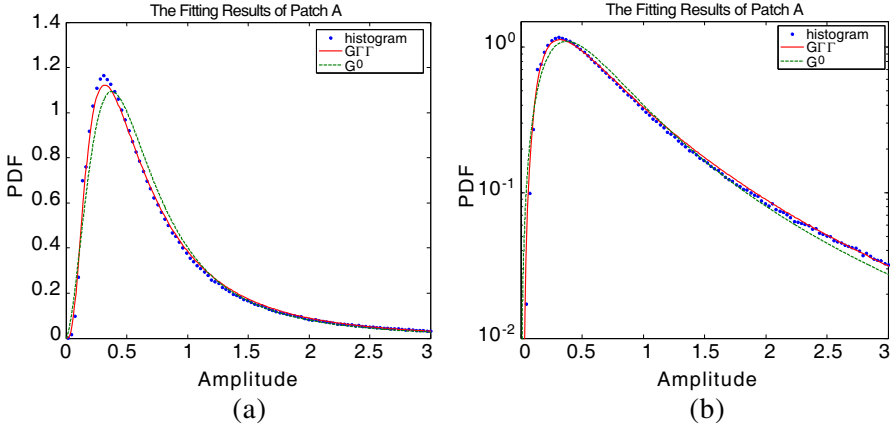 The Fitting Results of Patch A
1.4
1.2
1
0.8
0.6
0.4
0.2
0
PDF
histogram
GΓΓ
G⁰
0 0.5 1 1.5 2 2.5 3
Amplitude
(a)
The Fitting Results of Patch A
10⁰
10⁻¹
10⁻²
PDF
histogram
GΓΓ
G⁰
0 0.5 1 1.5 2 2.5 3
Amplitude
(b)